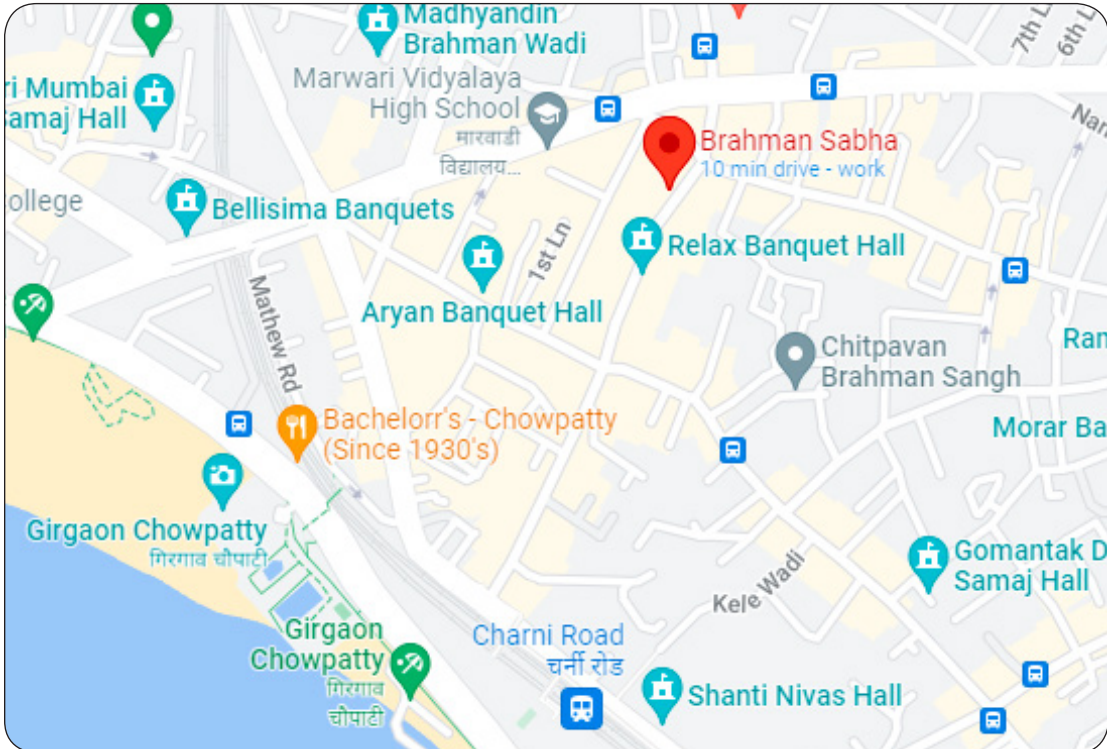 Madhyandin
Brahman Wadi
7th Ln
6th L
ri Mumbai
Samaj Hall
Marwari Vidyalaya
High School
मारवाडी
विद्यालय...
Brahman Sabha
10 min drive - work
Nan
ollege
Bellisima Banquets
1st Ln
Relax Banquet Hall
Aryan Banquet Hall
Mathew Rd
Chitpavan
Brahman Sangh
Ran
Bachelorr's - Chowpatty
(Since 1930's)
Morar Ba
Girgaon Chowpatty
गिरगाव चौपाटी
Gomantak D
Samaj Hall
Kele Wadi
Girgaon
Chowpatty
गिरगाव
चौपाटी
Charni Road
चर्नी रोड
Shanti Nivas Hall